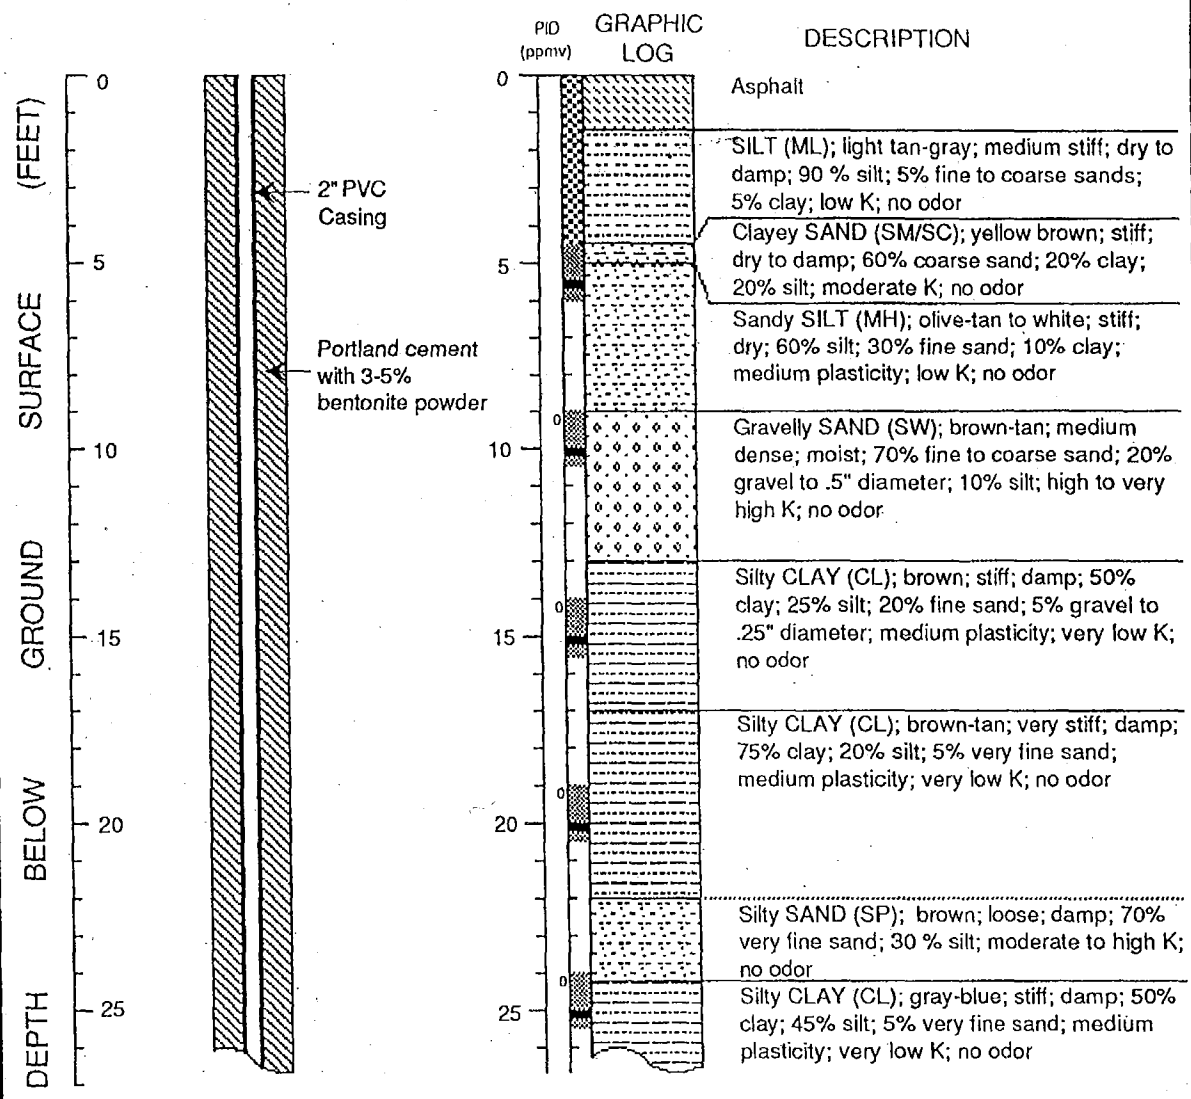 PID
(ppmv)
GRAPHIC
LOG
DESCRIPTION
DEPTH BELOW GROUND SURFACE (FEET)
0
5
10
15
20
25
2" PVC
Casing
Portland cement
with 3-5%
bentonite powder
0
5
10
15
20
25
0
0
0
0
Asphalt
SILT (ML); light tan-gray; medium stiff; dry to
damp; 90 % silt; 5% fine to coarse sands;
5% clay; low K; no odor
Clayey SAND (SM/SC); yellow brown; stiff;
dry to damp; 60% coarse sand; 20% clay;
20% silt; moderate K; no odor
Sandy SILT (MH); olive-tan to white; stiff;
dry; 60% silt; 30% fine sand; 10% clay;
medium plasticity; low K; no odor
Gravelly SAND (SW); brown-tan; medium
dense; moist; 70% fine to coarse sand; 20%
gravel to .5" diameter; 10% silt; high to very
high K; no odor
Silty CLAY (CL); brown; stiff; damp; 50%
clay; 25% silt; 20% fine sand; 5% gravel to
.25" diameter; medium plasticity; very low K;
no odor
Silty CLAY (CL); brown-tan; very stiff; damp;
75% clay; 20% silt; 5% very fine sand;
medium plasticity; very low K; no odor
Silty SAND (SP); brown; loose; damp; 70%
very fine sand; 30 % silt; moderate to high K;
no odor
Silty CLAY (CL); gray-blue; stiff; damp; 50%
clay; 45% silt; 5% very fine sand; medium
plasticity; very low K; no odor